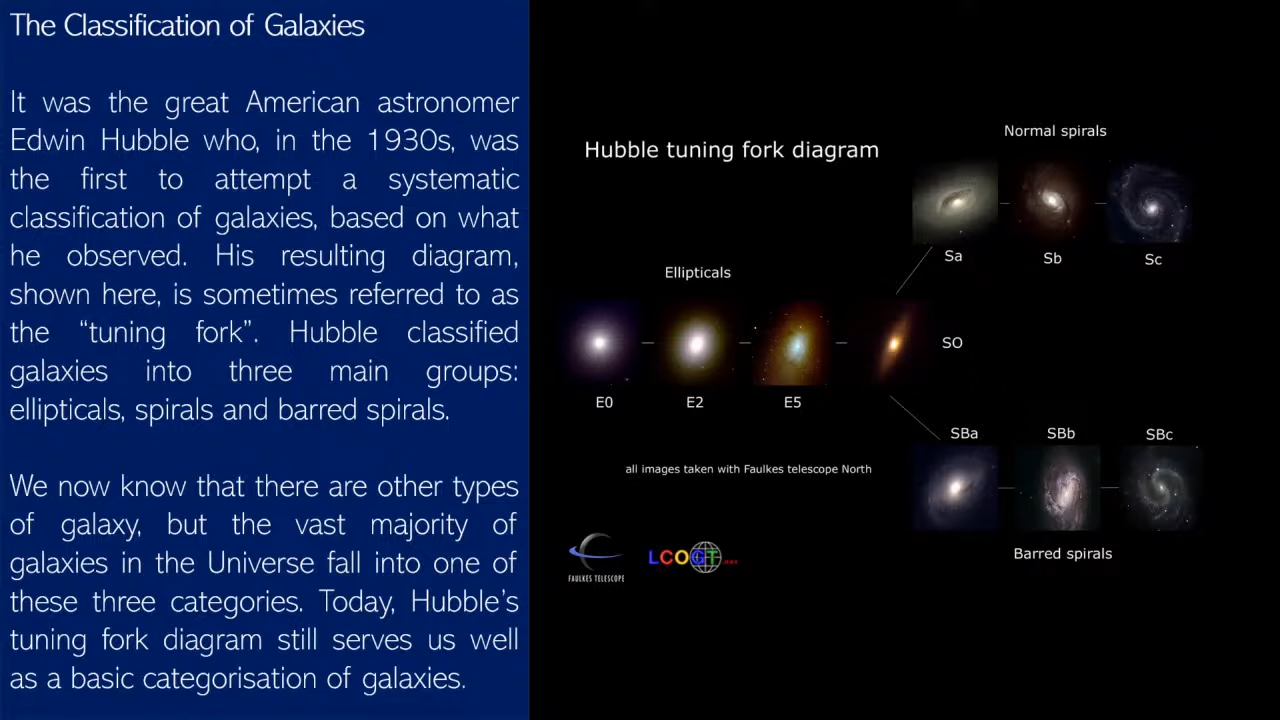 The Classification of Galaxies
It was the great American astronomer
Edwin Hubble who, in the 1930s, was
the first to attempt a systematic
classification of galaxies, based on what
he observed. His resulting diagram,
shown here, is sometimes referred to as
the “tuning fork”. Hubble classified
galaxies into three main groups:
ellipticals, spirals and barred spirals.
We now know that there are other types
of galaxy, but the vast majority of
galaxies in the Universe fall into one of
these three categories. Today, Hubble’s
tuning fork diagram still serves us well
as a basic categorisation of galaxies.
Hubble tuning fork diagram
Normal spirals
Sa
Sb
Sc
Ellipticals
SO
E0
E2
E5
SBa
SBb
SBc
all images taken with Faulkes telescope North
Barred spirals
FAULKES TELESCOPE
LCOGT